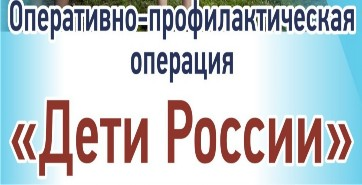 Оперативно-профилактическая
операция
«Дети России»